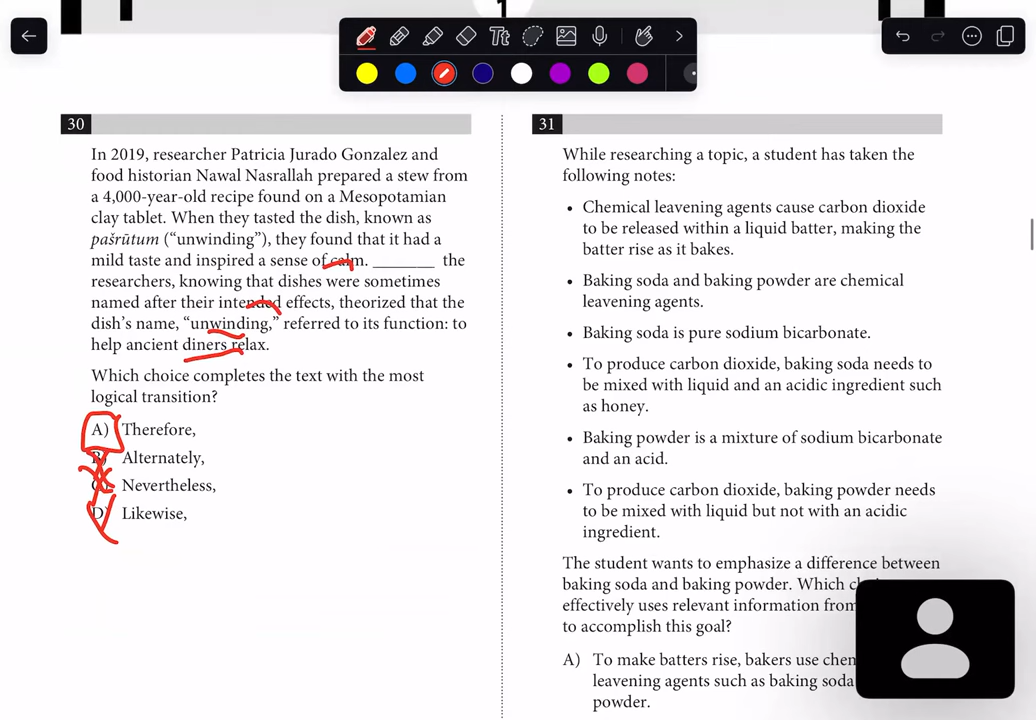 1
Tt
30
In 2019, researcher Patricia Jurado Gonzalez and
food historian Nawal Nasrallah prepared a stew from
a 4,000-year-old recipe found on a Mesopotamian
clay tablet. When they tasted the dish, known as
pašrūtum (“unwinding”), they found that it had a
mild taste and inspired a sense of calm. _______ the
researchers, knowing that dishes were sometimes
named after their intended effects, theorized that the
dish’s name, “unwinding,” referred to its function: to
help ancient diners relax.
Which choice completes the text with the most
logical transition?
A) Therefore,
B) Alternately,
C) Nevertheless,
D) Likewise,
31
While researching a topic, a student has taken the
following notes:
• Chemical leavening agents cause carbon dioxide
to be released within a liquid batter, making the
batter rise as it bakes.
• Baking soda and baking powder are chemical
leavening agents.
• Baking soda is pure sodium bicarbonate.
• To produce carbon dioxide, baking soda needs to
be mixed with liquid and an acidic ingredient such
as honey.
• Baking powder is a mixture of sodium bicarbonate
and an acid.
• To produce carbon dioxide, baking powder needs
to be mixed with liquid but not with an acidic
ingredient.
The student wants to emphasize a difference between
baking soda and baking powder. Which
effectively uses relevant information from
to accomplish this goal?
A) To make batters rise, bakers use
leavening agents such as baking soda
powder.